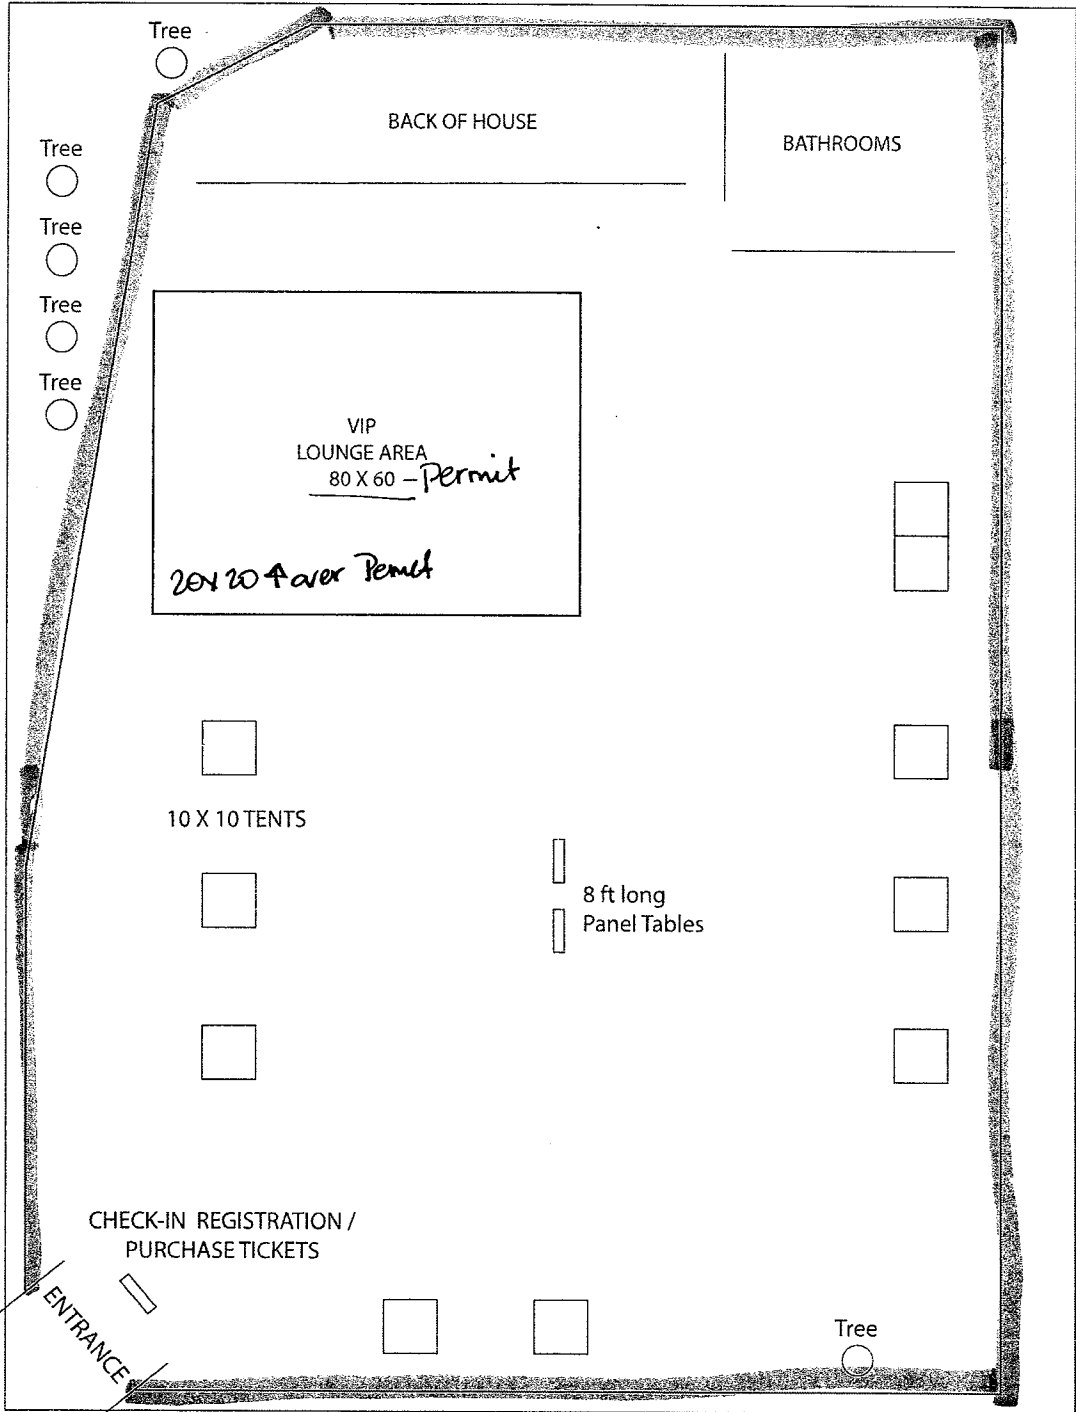 Tree
BACK OF HOUSE
BATHROOMS
Tree
Tree
Tree
Tree
VIP
LOUNGE AREA
80 X 60 - Permit
20X20 ↑ over Permit
10 X 10 TENTS
8 ft long
Panel Tables
CHECK-IN REGISTRATION /
PURCHASE TICKETS
ENTRANCE
Tree